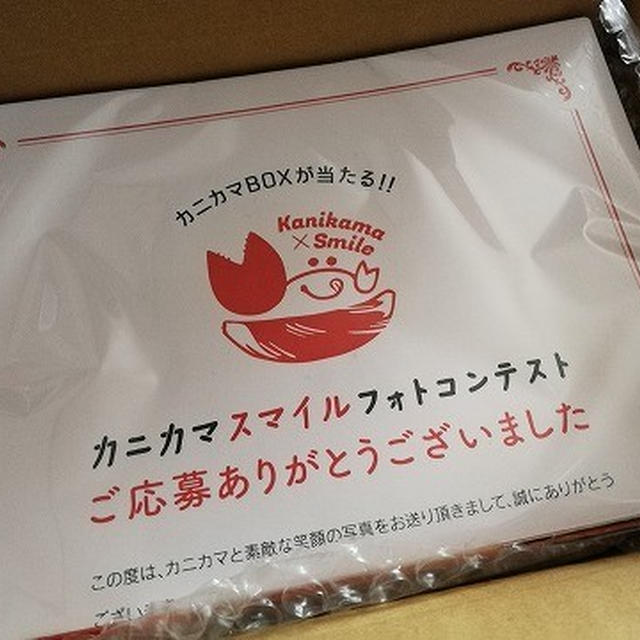 カニカマBOXが当たる!!
Kanikama
×Smile
カニカマスマイルフォトコンテスト
ご応募ありがとうございました
この度は、カニカマと素敵な笑顔の写真をお送り頂きまして、誠にありがとう
ござい